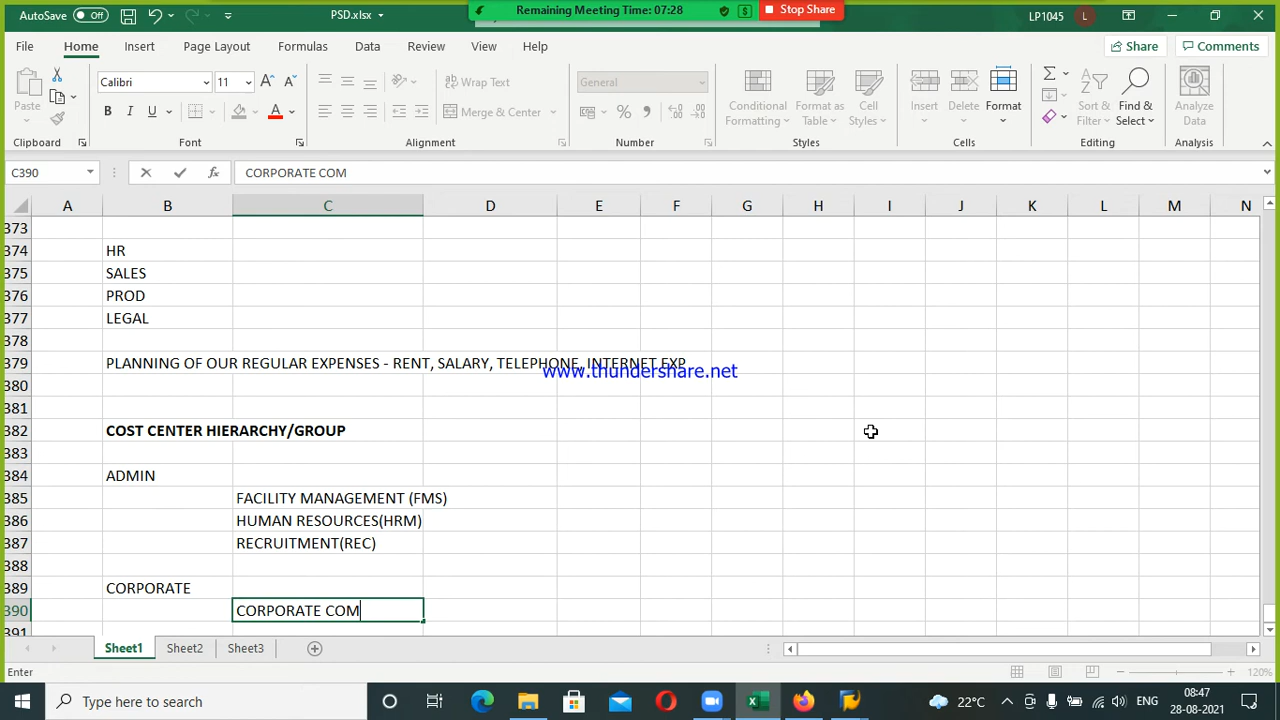 AutoSave Off
PSD.xlsx
Remaining Meeting Time: 07:28
Stop Share
LP1045
L
File Home Insert Page Layout Formulas Data Review View Help
Share
Comments
Paste
Calibri 11
B I U A
Wrap Text
Merge & Center
General
Conditional Formatting
Format as Table
Cell Styles
Insert Delete Format
Sort & Filter
Find & Select
Analyze Data
Clipboard Font Alignment Number Styles Cells Editing Analysis
C390
fx
CORPORATE COM
A B C D E F G H I J K L M N
373
374 HR
375 SALES
376 PROD
377 LEGAL
378
379 PLANNING OF OUR REGULAR EXPENSES - RENT, SALARY, TELEPHONE, INTERNET EXP
www.thundershare.net
380
381
382 COST CENTER HIERARCHY/GROUP
383
384 ADMIN
385 FACILITY MANAGEMENT (FMS)
386 HUMAN RESOURCES(HRM)
387 RECRUITMENT(REC)
388
389 CORPORATE
390 CORPORATE COM
391
Sheet1 Sheet2 Sheet3
Enter
120%
Type here to search
22°C
ENG
08:47
28-08-2021